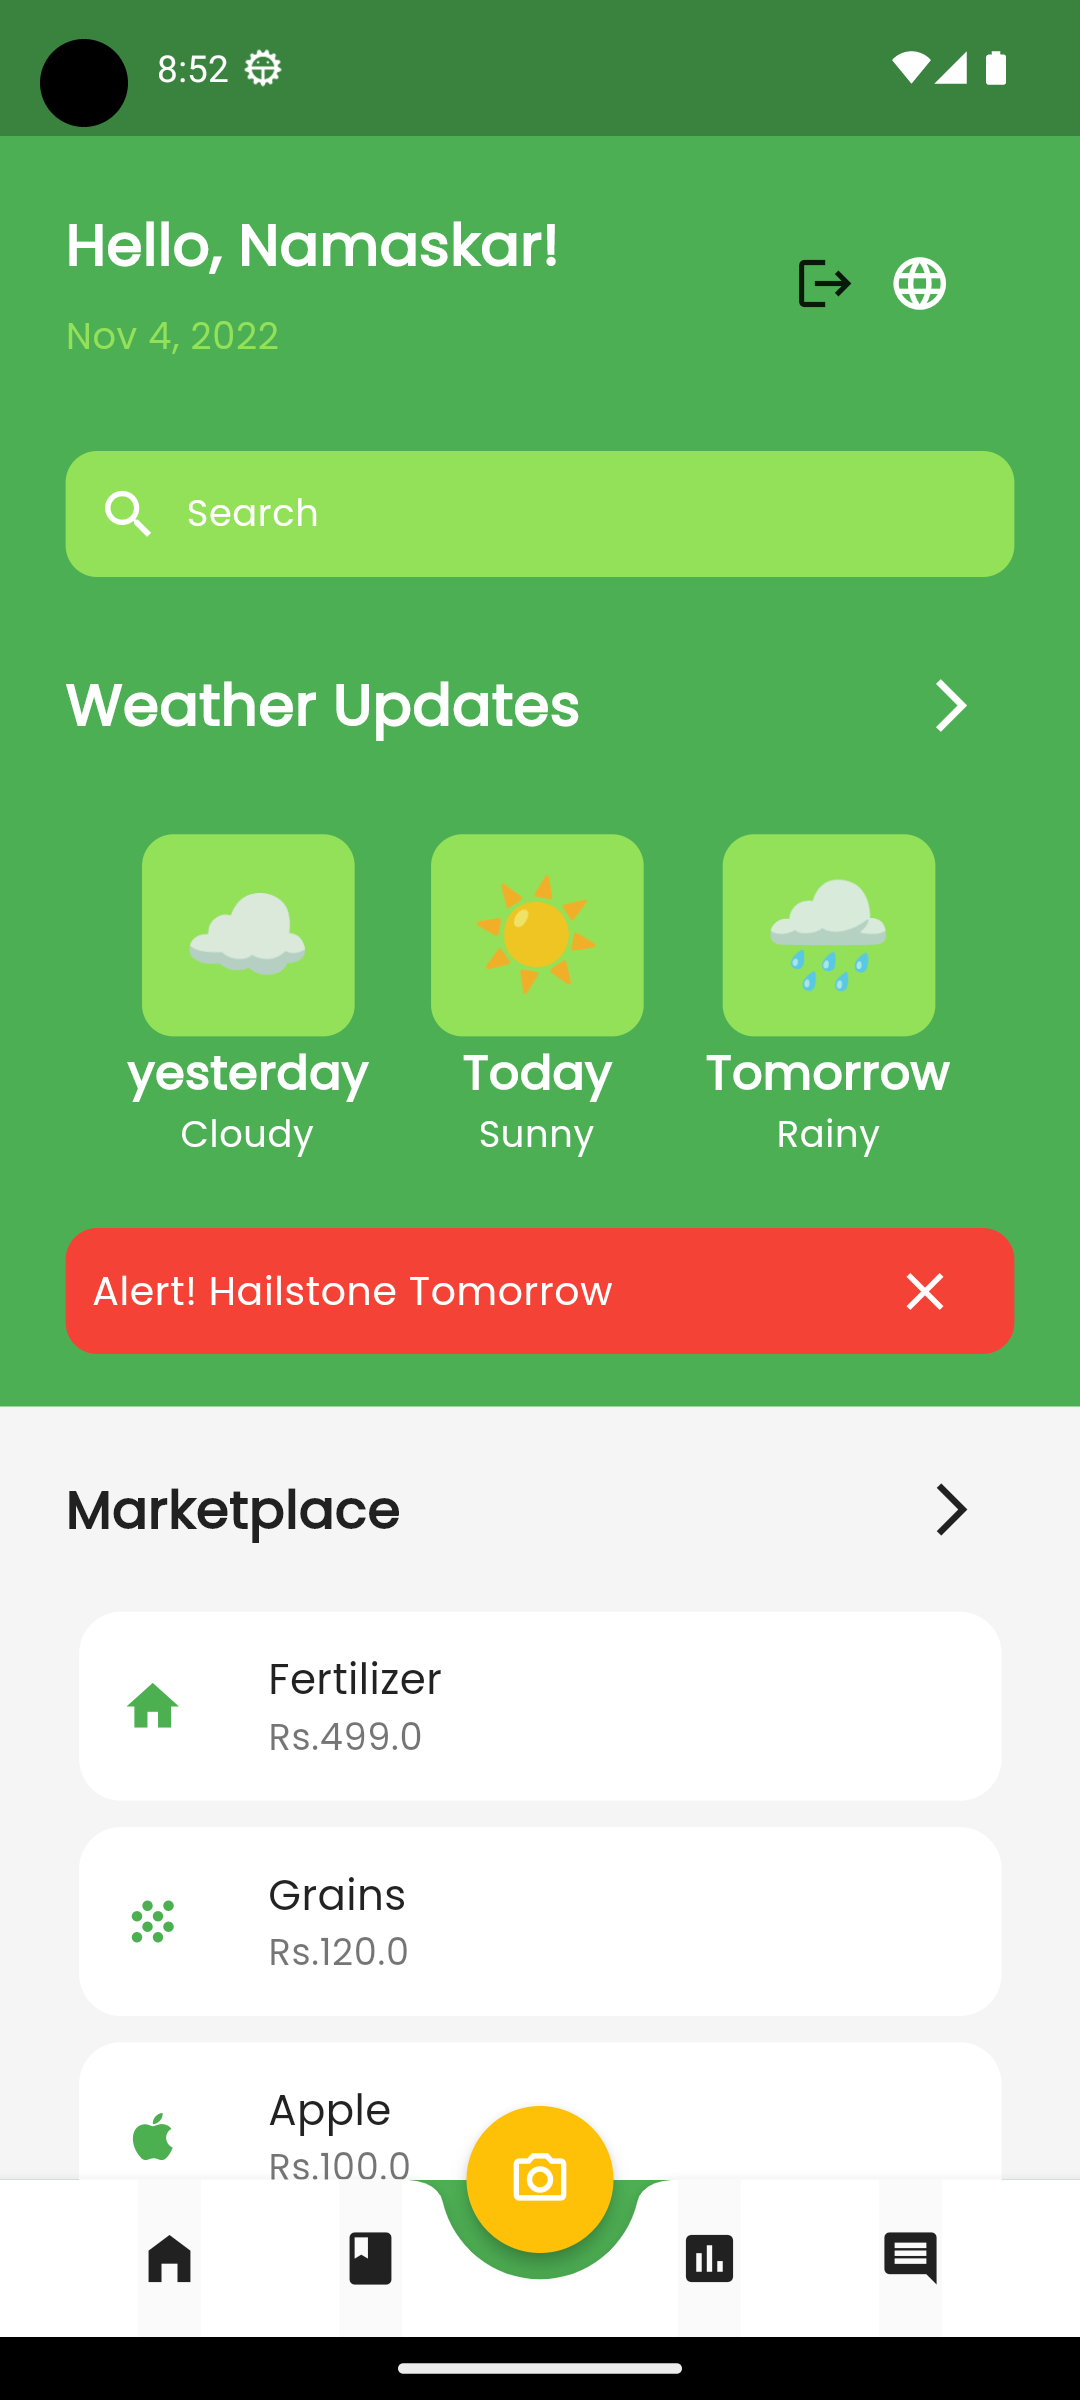 8:52
Hello, Namaskar!
Nov 4, 2022
Search
Weather Updates
yesterday Today Tomorrow
Cloudy Sunny Rainy
Alert! Hailstone Tomorrow
Marketplace
Fertilizer
Rs.499.0
Grains
Rs.120.0
Apple
Rs.100.0